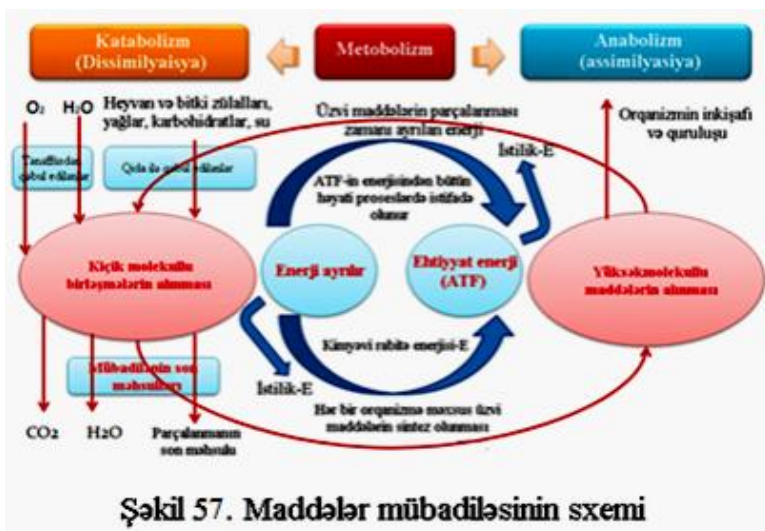 Katabolizm
(Dissimilyaisya)
Metobolizm
Anabolizm
(assimilyasiya)
O₂
H₂O
Heyvan və bitki zülalları,
yağlar, karbohidratlar, su
Üzvi maddələrin parçalanması
zamanı ayrılan enerji
Orqanizmin inkişafı
və quruluşu
qəbul edilənlər
Qida ilə qəbul edilənlər
İstilik-E
ATF-in enerjisindən bütün
həyati proseslərdə istifadə
olunur
Kiçik molekullu
birləşmələrin alınması
Enerji ayrılır
Ehtiyyat enerji
(ATF)
Yüksəkmolekullu
maddələrin alınması
Kimyəvi rabitə enerjisi-E
Mübadilənin son
məhsulları
İstilik-E
CO2
H2O
Parçalanmanın
son məhsulu
Hər bir orqanizmə məxsus üzvi
maddələrin sintez olunması
Şəkil 57. Maddələr mübadiləsinin sxemi